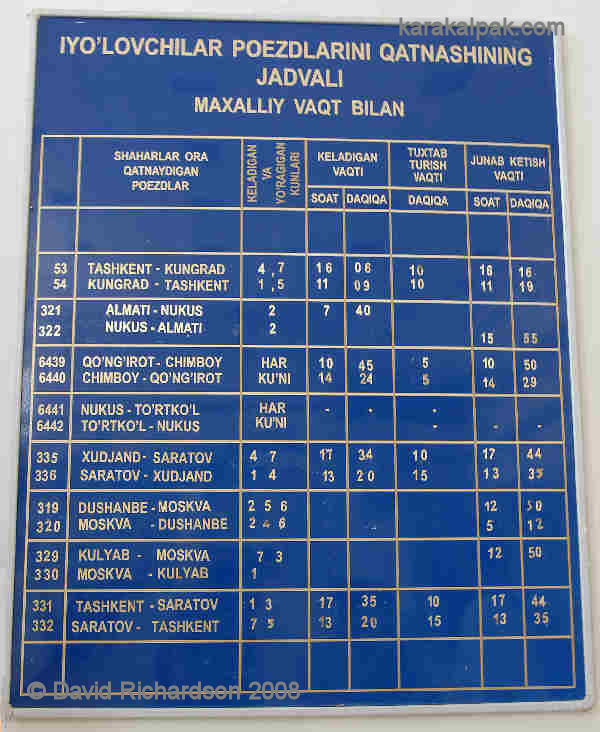 karakalpak.com
IYO'LOVCHILAR POEZDLARINI QATNASHINING
JADVALI
MAXALLIY VAQT BILAN
SHAHARLAR ORA QATNAYDIGAN POEZDLAR
KELADIGAN VA YO'RAGIGAN KUNLARI
KELADIGAN VAQTI
TUXTAB TURISH VAQTI
JUNAB KETISH VAQTI
SOAT DAQIQA DAQIQA SOAT DAQIQA
53 TASHKENT - KUNGRAD 4,7 16 06 10 16 16
54 KUNGRAD - TASHKENT 1,5 11 09 10 11 19
321 ALMATI - NUKUS 2 7 40
322 NUKUS - ALMATI 2 15 55
6439 QO'NG'IROT - CHIMBOY HAR 10 45 5 10 50
6440 CHIMBOY - QO'NG'IROT KU'NI 14 24 5 14 29
6441 NUKUS - TO'RTKO'L HAR - - -
6442 TO'RTKO'L - NUKUS KU'NI - - -
335 XUDJAND - SARATOV 4 7 17 34 10 17 44
336 SARATOV - XUDJAND 1 4 13 20 15 13 35
319 DUSHANBE - MOSKVA 2 5 6 12 50
320 MOSKVA - DUSHANBE 2 4 6 5 12
329 KULYAB - MOSKVA 7 3 12 50
330 MOSKVA - KULYAB 1
331 TASHKENT - SARATOV 1 3 17 35 10 17 44
332 SARATOV - TASHKENT 7 5 13 20 15 13 35
© David Richardson 2008